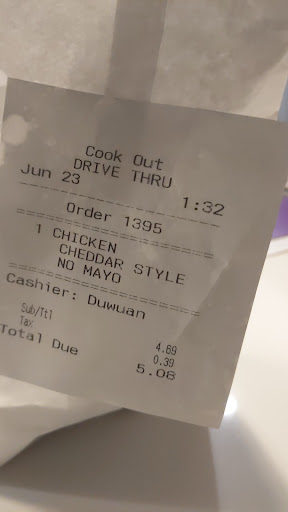 Cook Out
DRIVE THRU
Jun 23 1:32
Order 1395
1 CHICKEN
CHEDDAR STYLE
NO MAYO
Cashier: Duwuan
Sub/Ttl 4.69
Tax 0.39
Total Due 5.08